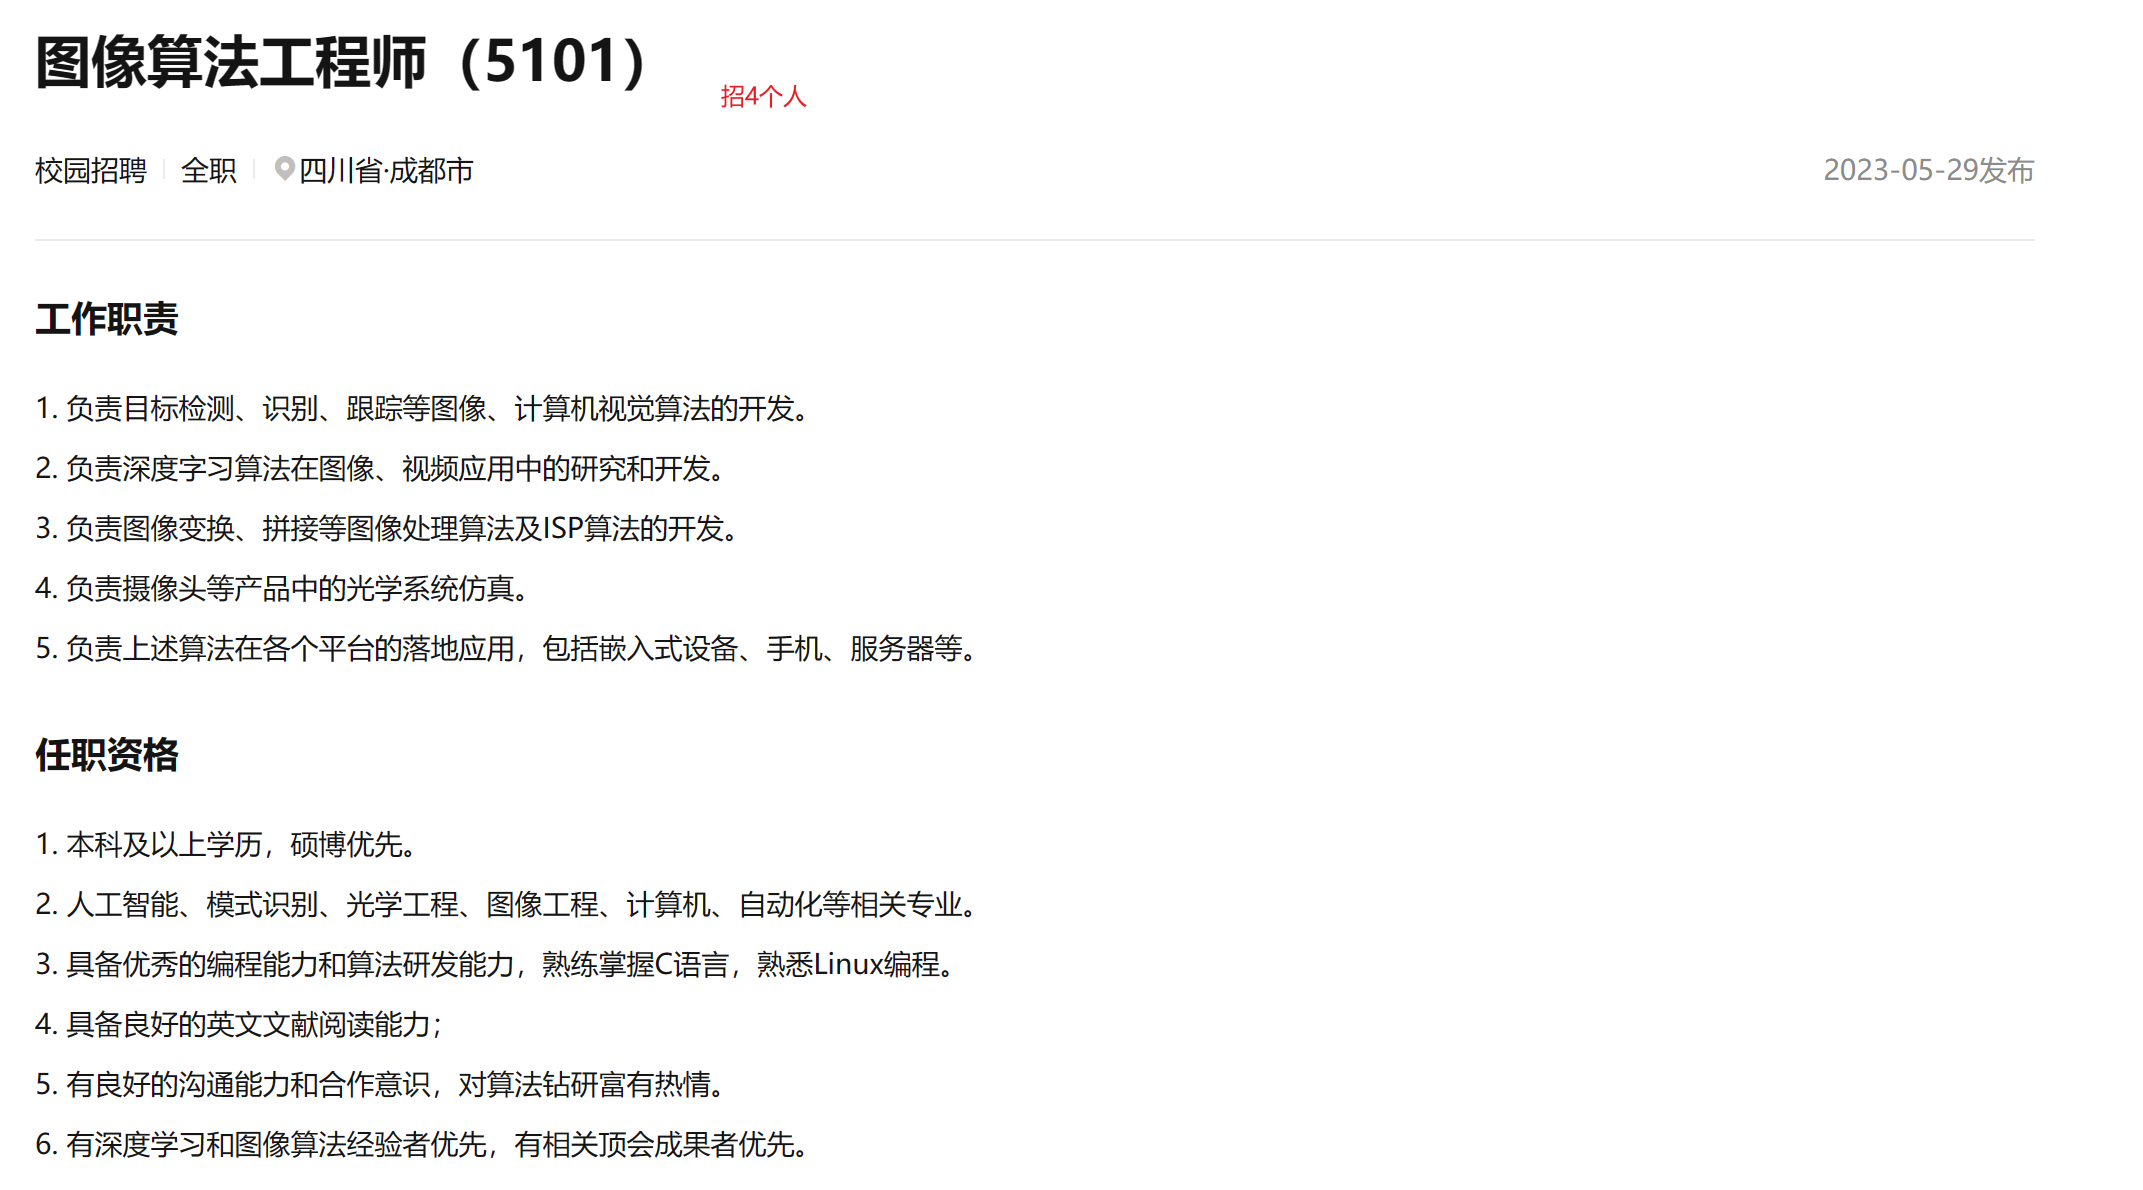 图像算法工程师（5101）
招4个人
校园招聘 全职 四川省·成都市 2023-05-29发布
工作职责
1. 负责目标检测、识别、跟踪等图像、计算机视觉算法的开发。
2. 负责深度学习算法在图像、视频应用中的研究和开发。
3. 负责图像变换、拼接等图像处理算法及ISP算法的开发。
4. 负责摄像头等产品中的光学系统仿真。
5. 负责上述算法在各个平台的落地应用，包括嵌入式设备、手机、服务器等。
任职资格
1. 本科及以上学历，硕博优先。
2. 人工智能、模式识别、光学工程、图像工程、计算机、自动化等相关专业。
3. 具备优秀的编程能力和算法研发能力，熟练掌握C语言，熟悉Linux编程。
4. 具备良好的英文文献阅读能力；
5. 有良好的沟通能力和合作意识，对算法钻研富有热情。
6. 有深度学习和图像算法经验者优先，有相关顶会成果者优先。